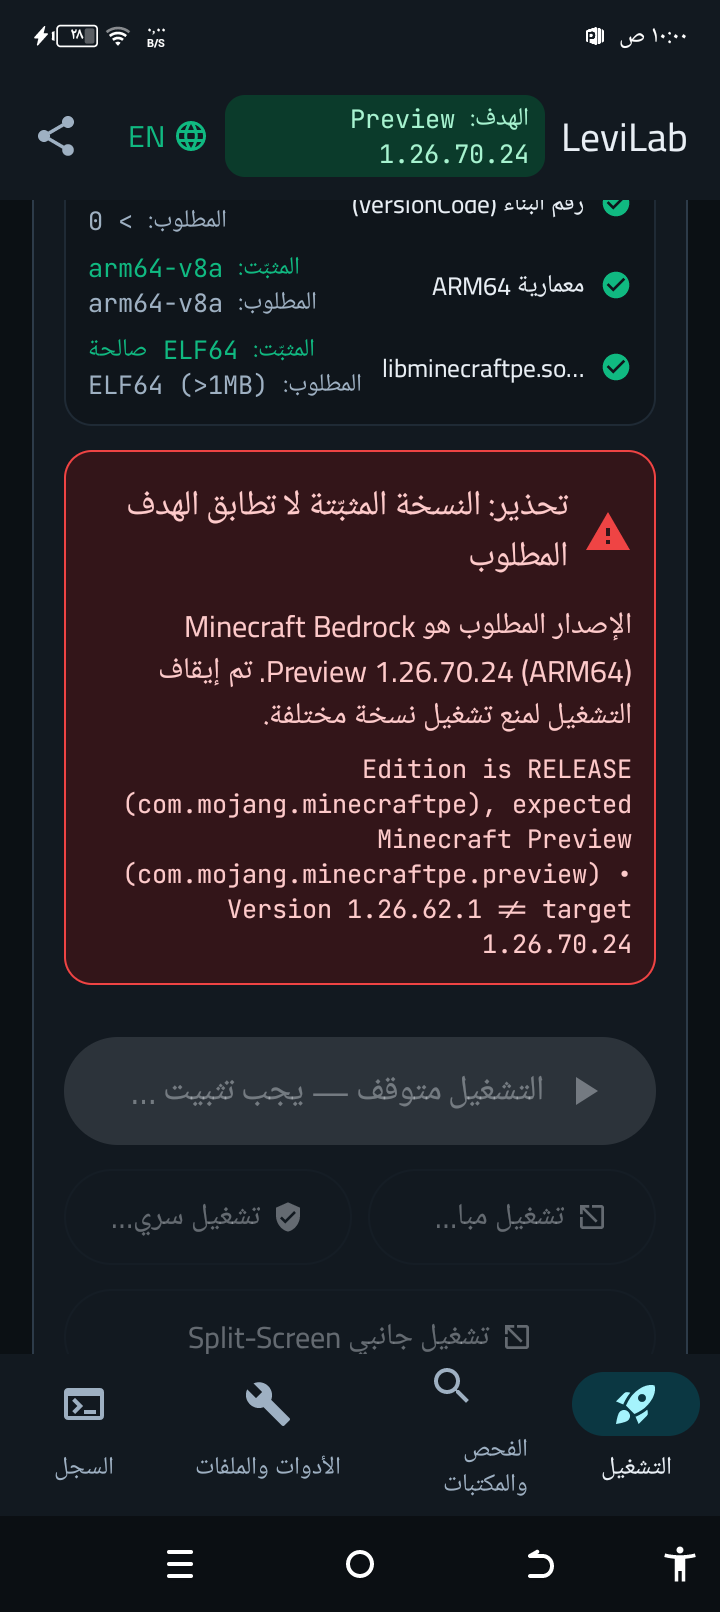 ١٠:٠٠ ص
٢٨
٠,٠٠ B/S
LeviLab
الهدف: Preview
1.26.70.24
EN
رقم البناء (versionCode)
المطلوب: > 0
معمارية ARM64
المثبّت: arm64-v8a
المطلوب: arm64-v8a
libminecraftpe.so...
المثبّت: ELF64 صالحة
المطلوب: ELF64 (>1MB)
تحذير: النسخة المثبّتة لا تطابق الهدف
المطلوب
الإصدار المطلوب هو Minecraft Bedrock
Preview 1.26.70.24 (ARM64). تم إيقاف
التشغيل لمنع تشغيل نسخة مختلفة.
Edition is RELEASE
(com.mojang.minecraftpe), expected
Minecraft Preview
(com.mojang.minecraftpe.preview) •
Version 1.26.62.1 ≠ target
1.26.70.24
التشغيل متوقف — يجب تثبيت ...
تشغيل مبا...
تشغيل سري...
تشغيل جانبي Split-Screen
التشغيل
الفحص
والمكتبات
الأدوات والملفات
السجل